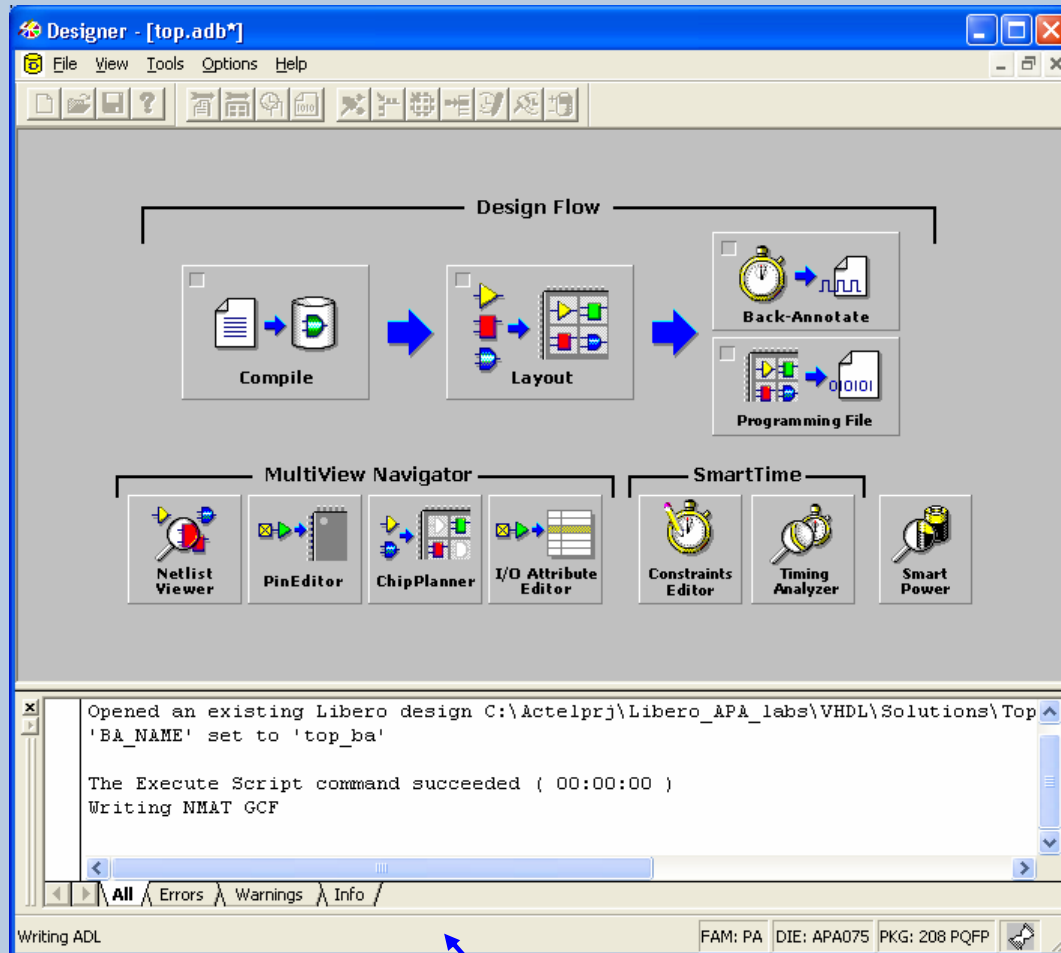 Designer - [top.adb*]
File View Tools Options Help
Design Flow
Compile
Layout
Back-Annotate
Programming File
MultiView Navigator
SmartTime
Netlist
Viewer
PinEditor
ChipPlanner
I/O Attribute
Editor
Constraints
Editor
Timing
Analyzer
Smart
Power
Opened an existing Libero design C:\Actelprj\Libero_APA_labs\VHDL\Solutions\Top
'BA_NAME' set to 'top_ba'
The Execute Script command succeeded ( 00:00:00 )
Writing NMAT GCF
All Errors Warnings Info
Writing ADL
FAM: PA DIE: APA075 PKG: 208 PQFP